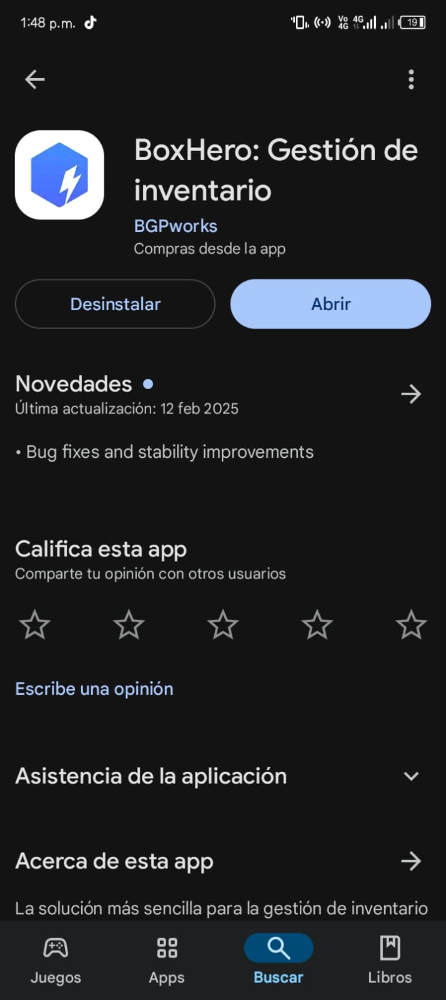 1:48 p.m.
Vo
4G
4G
19
BoxHero: Gestión de
inventario
BGPworks
Compras desde la app
Desinstalar
Abrir
Novedades
Última actualización: 12 feb 2025
• Bug fixes and stability improvements
Califica esta app
Comparte tu opinión con otros usuarios
Escribe una opinión
Asistencia de la aplicación
Acerca de esta app
La solución más sencilla para la gestión de inventario
Juegos
Apps
Buscar
Libros